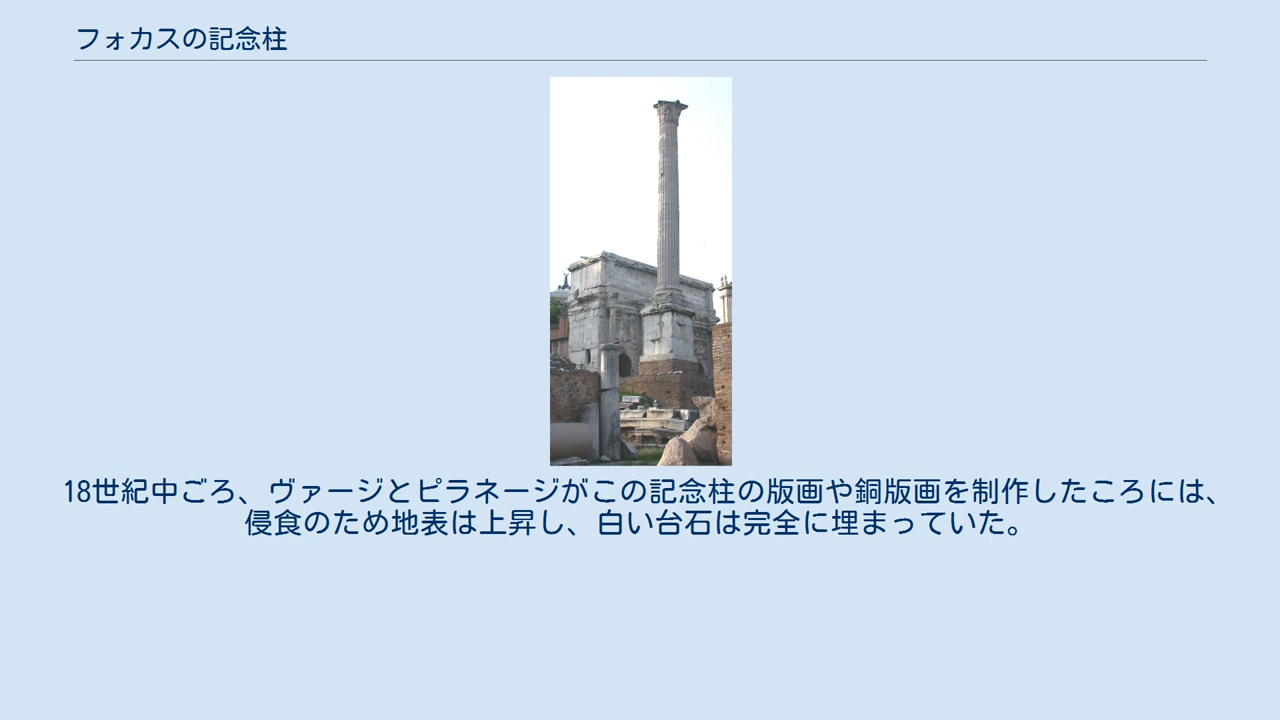 フォカスの記念柱
18世紀中ごろ、ヴァージとピラネージがこの記念柱の版画や銅版画を制作したころには、
侵食のため地表は上昇し、白い台石は完全に埋まっていた。